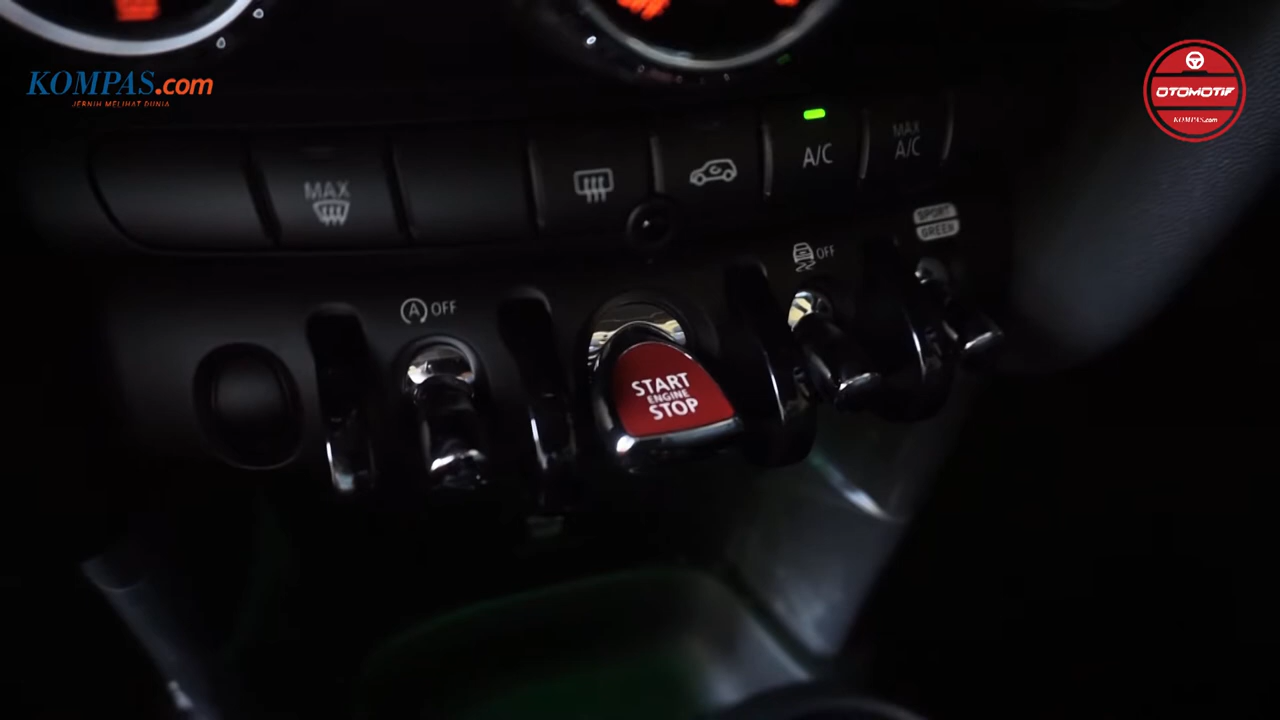 KOMPAS.com
JERNIH MELIHAT DUNIA
OTOMOTIF
KOMPAS.com
MAX
A/C
MAX
A/C
SPORT
GREEN
OFF
A OFF
START
ENGINE
STOP